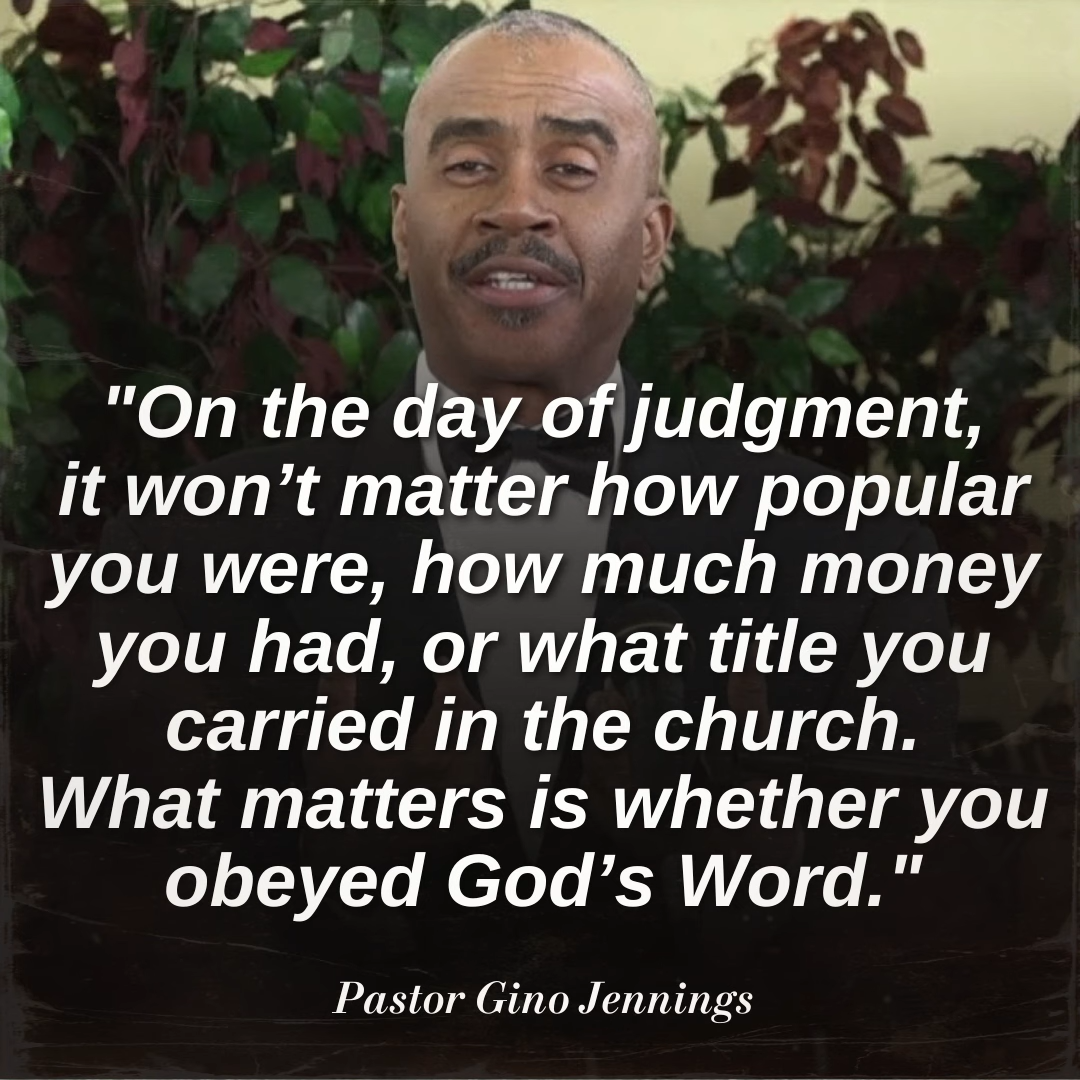 "On the day of judgment,
it won’t matter how popular
you were, how much money
you had, or what title you
carried in the church.
What matters is whether you
obeyed God’s Word."
Pastor Gino Jennings